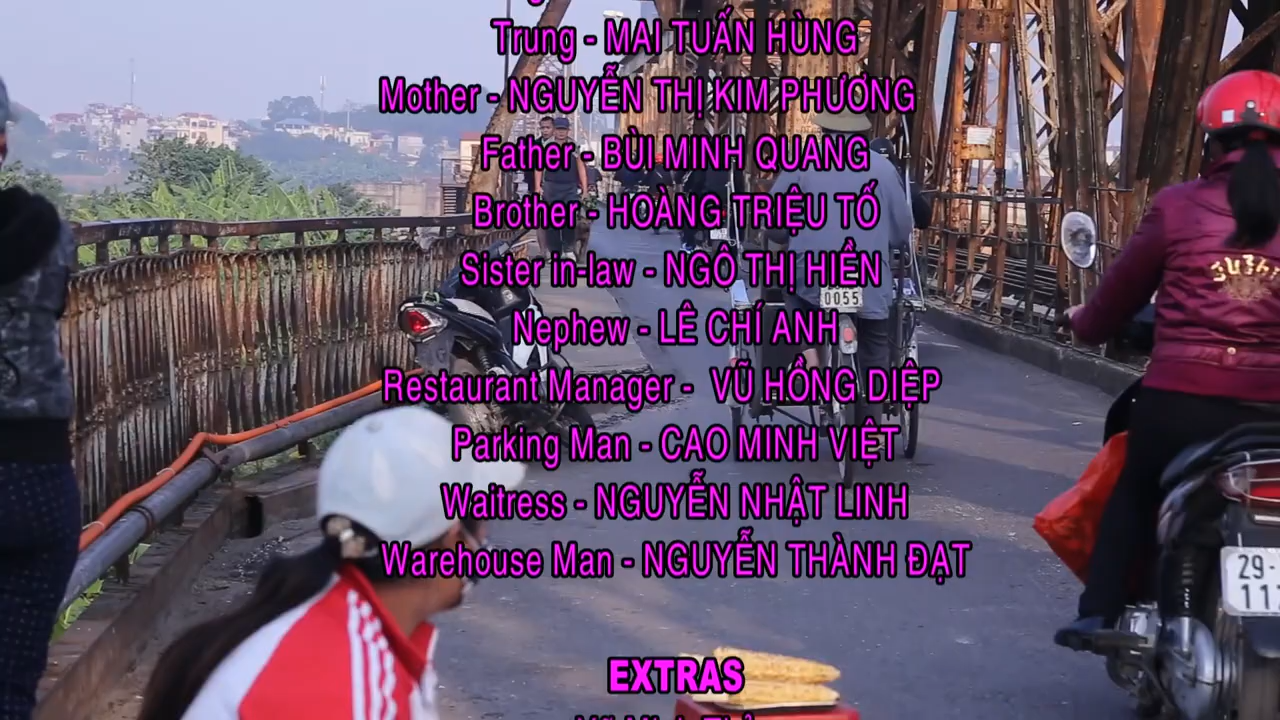 Trung - MAI TUẤN HÙNG
Mother - NGUYỄN THỊ KIM PHƯƠNG
Father - BÙI MINH QUANG
Brother - HOÀNG TRIỆU TỐ
Sister in-law - NGÔ THỊ HIỀN
Nephew - LÊ CHÍ ANH
Restaurant Manager - VŨ HỒNG DIỆP
Parking Man - CAO MINH VIỆT
Waitress - NGUYỄN NHẬT LINH
Warehouse Man - NGUYỄN THÀNH ĐẠT
EXTRAS
0055
29-